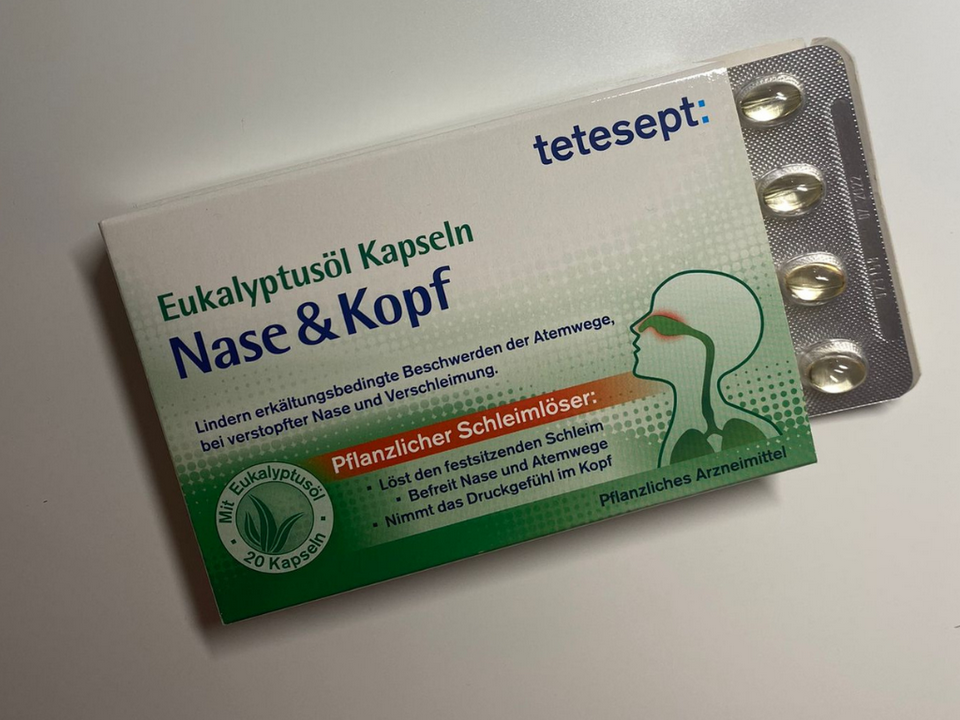 tetesept:
Eukalyptusöl Kapseln
Nase & Kopf
Lindern erkältungsbedingte Beschwerden der Atemwege,
bei verstopfter Nase und Verschleimung.
Pflanzlicher Schleimlöser:
• Löst den festsitzenden Schleim
• Befreit Nase und Atemwege
• Nimmt das Druckgefühl im Kopf
Mit Eukalyptusöl
• 20 Kapseln •
Pflanzliches Arzneimittel